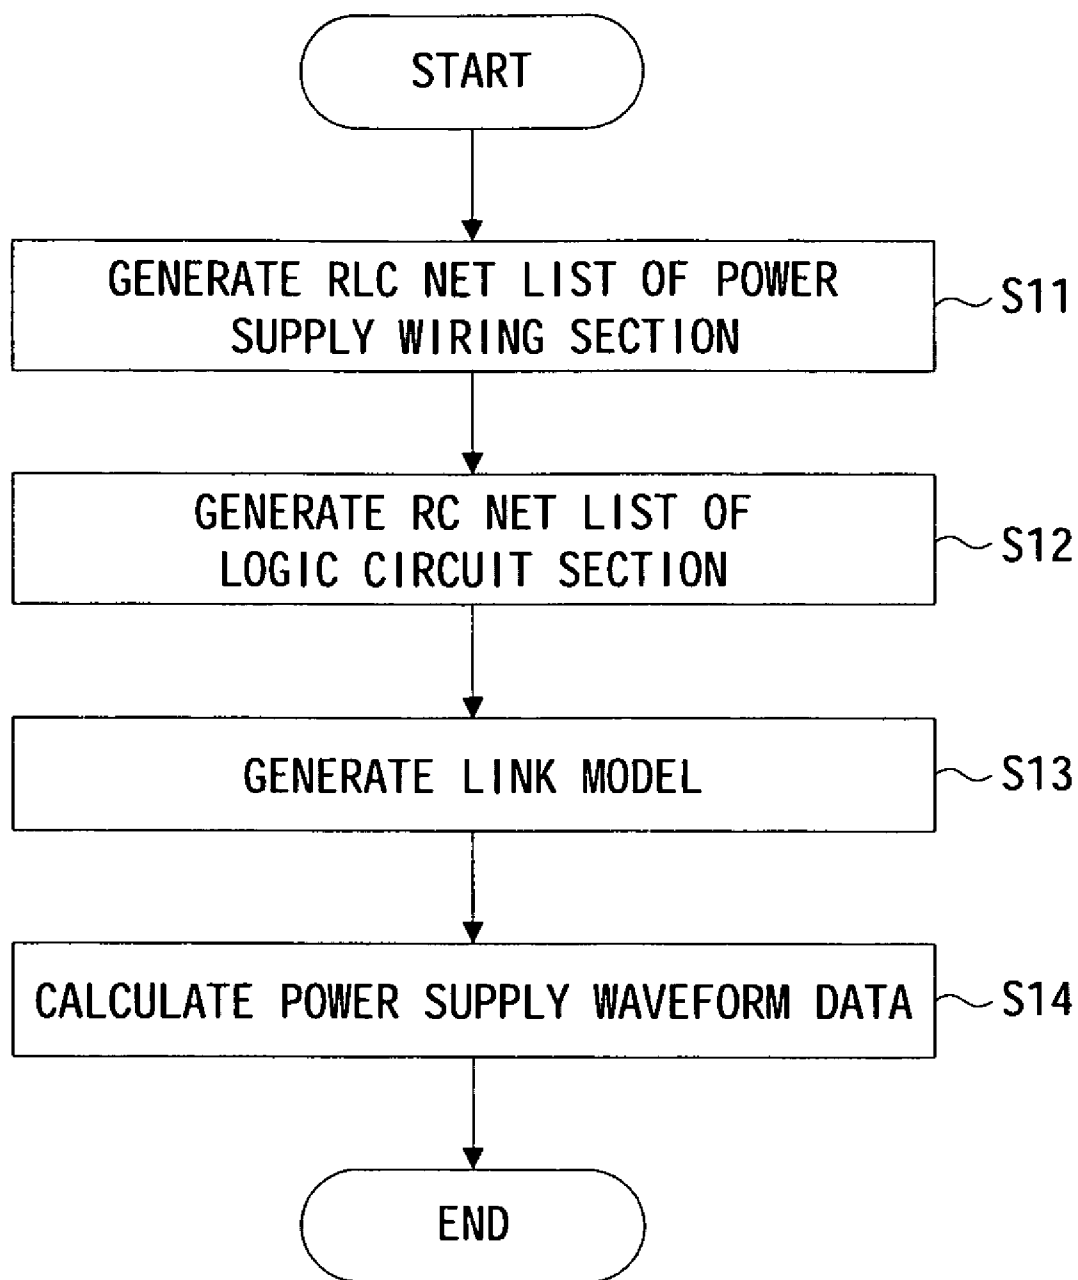 START
GENERATE RLC NET LIST OF POWER
SUPPLY WIRING SECTION
S11
GENERATE RC NET LIST OF
LOGIC CIRCUIT SECTION
S12
GENERATE LINK MODEL
S13
CALCULATE POWER SUPPLY WAVEFORM DATA
S14
END